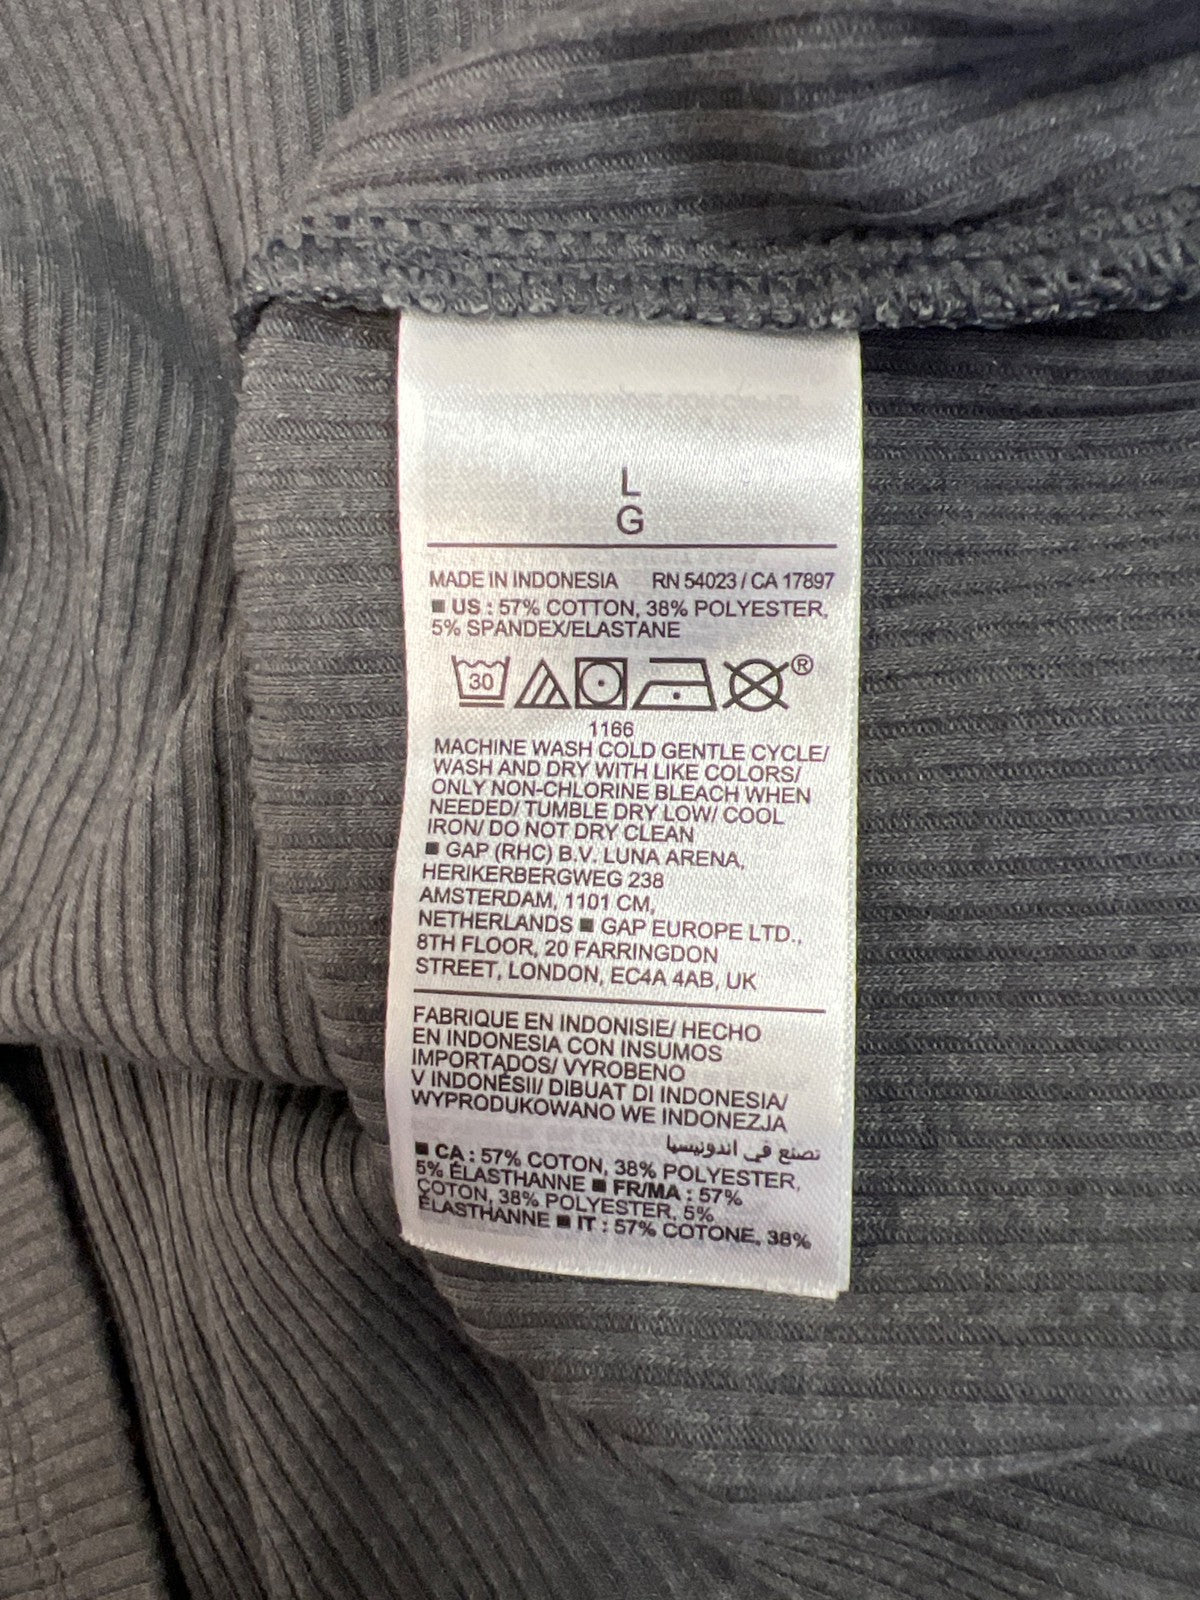 L
G
MADE IN INDONESIA RN 54023 / CA 17897
■ US : 57% COTTON, 38% POLYESTER,
5% SPANDEX/ELASTANE
30 ®
1166
MACHINE WASH COLD GENTLE CYCLE/
WASH AND DRY WITH LIKE COLORS/
ONLY NON-CHLORINE BLEACH WHEN
NEEDED/ TUMBLE DRY LOW/ COOL
IRON/ DO NOT DRY CLEAN
■ GAP (RHC) B.V. LUNA ARENA,
HERIKERBERGWEG 238
AMSTERDAM, 1101 CM,
NETHERLANDS ■ GAP EUROPE LTD.,
8TH FLOOR, 20 FARRINGDON
STREET, LONDON, EC4A 4AB, UK
FABRIQUE EN INDONISIE/ HECHO
EN INDONESIA CON INSUMOS
IMPORTADOS/ VYROBENO
V INDONÉSII/ DIBUAT DI INDONESIA/
WYPRODUKOWANO WE INDONEZJA
تصنع في اندونيسيا
■ CA : 57% COTON, 38% POLYESTER,
5% ÉLASTHANNE ■ FR/MA : 57%
COTON, 38% POLYESTER, 5%
ÉLASTHANNE ■ IT : 57% COTONE, 38%